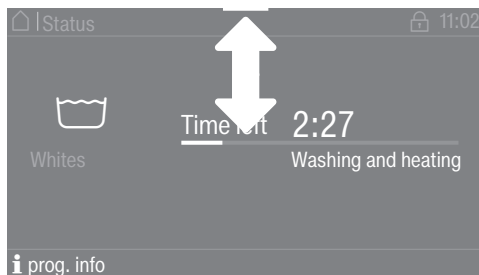 Status 11:02
Time left 2:27
Whites
Washing and heating
i prog. info